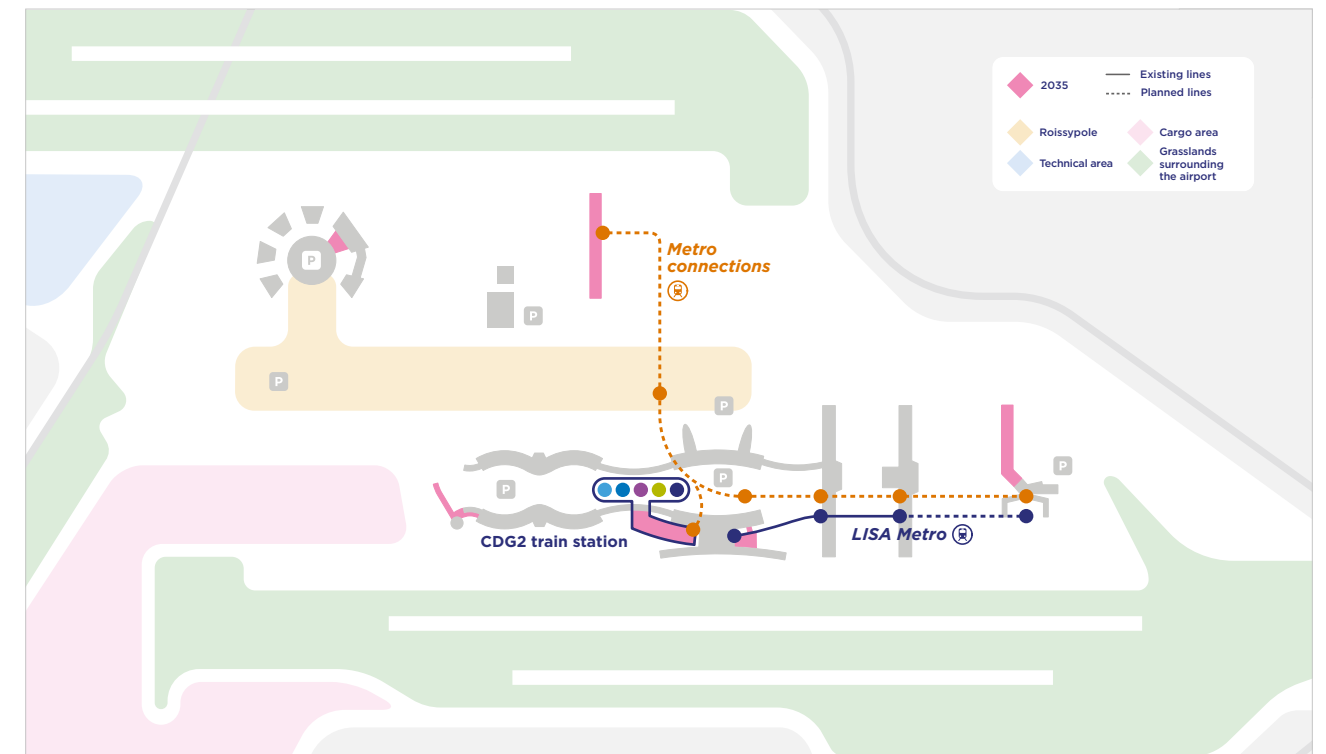 2035
Existing lines
Planned lines
Roissypole
Cargo area
Technical area
Grasslands
surrounding
the airport
P
Metro
connections
P
P
P
P
P
P
CDG2 train station
LISA Metro